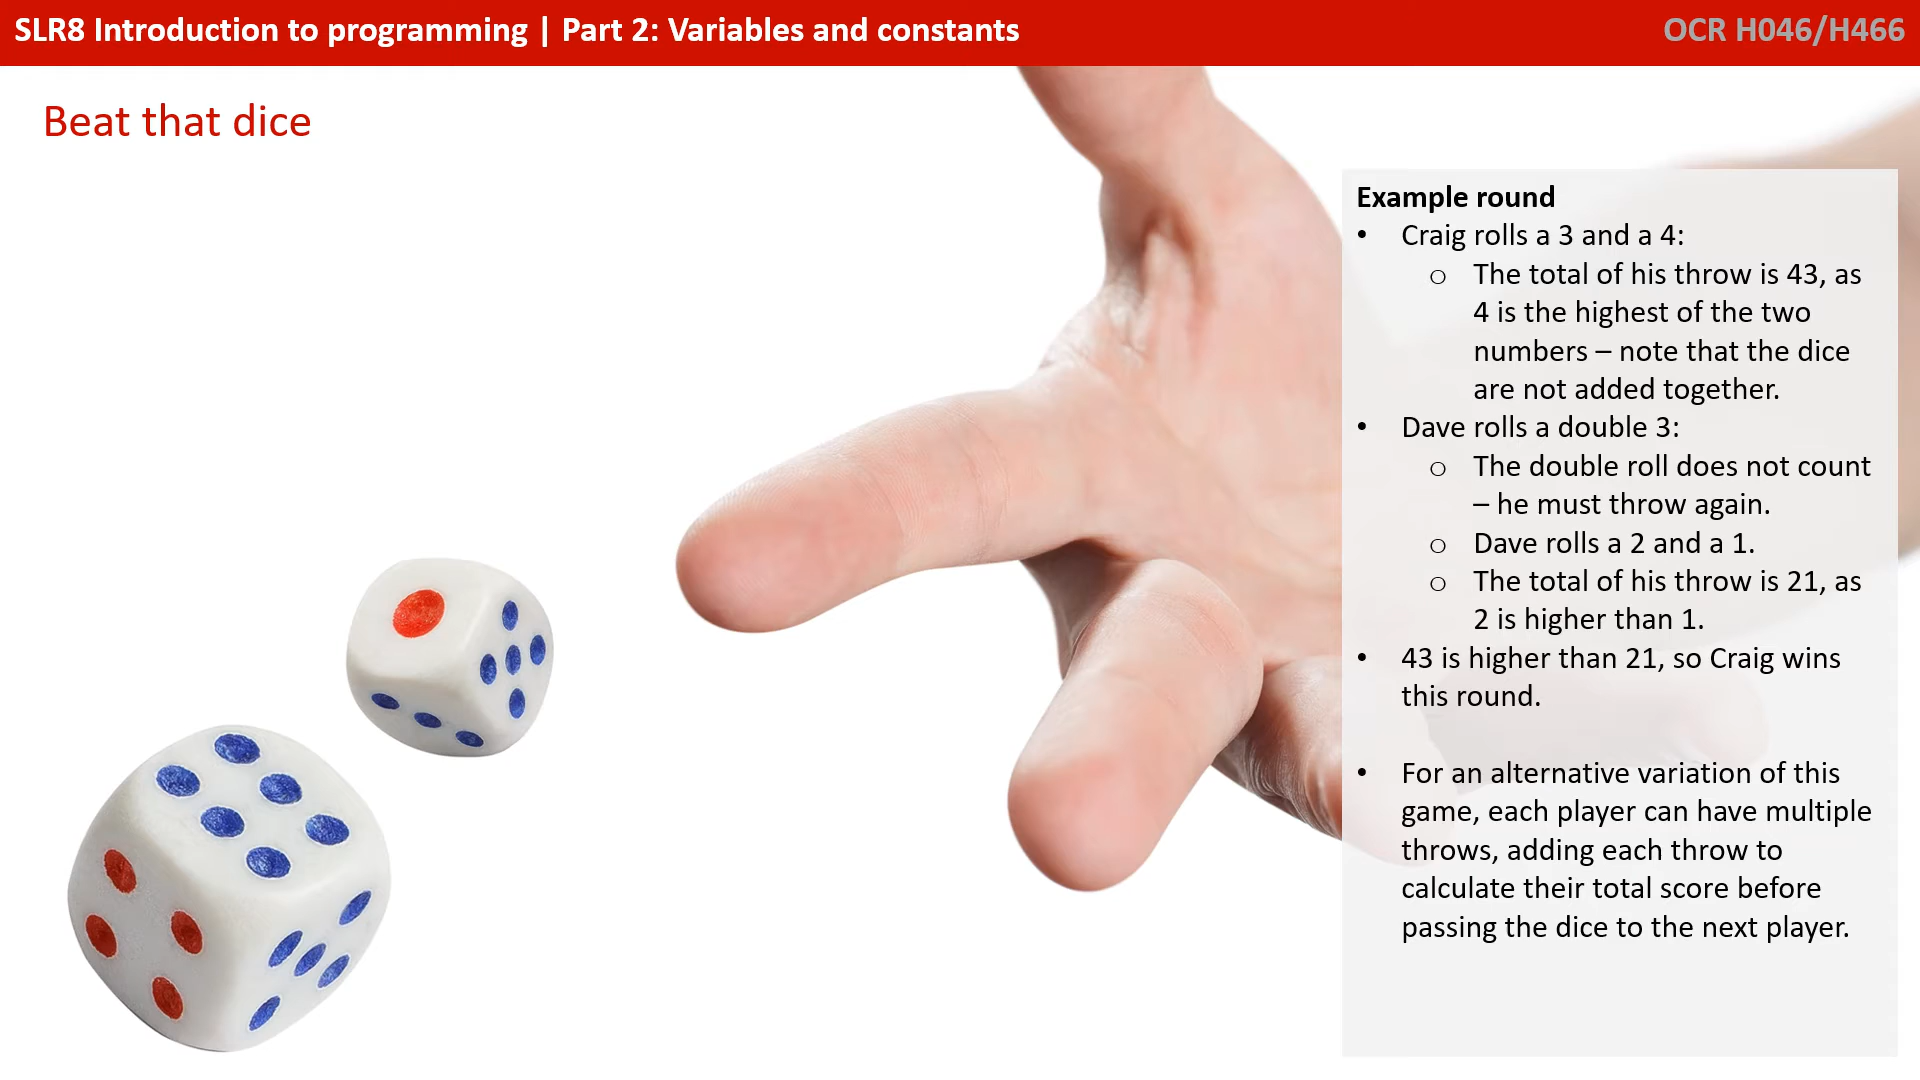 SLR8 Introduction to programming | Part 2: Variables and constants
OCR H046/H466
Beat that dice
Example round
• Craig rolls a 3 and a 4:
o The total of his throw is 43, as
4 is the highest of the two
numbers – note that the dice
are not added together.
• Dave rolls a double 3:
o The double roll does not count
– he must throw again.
o Dave rolls a 2 and a 1.
o The total of his throw is 21, as
2 is higher than 1.
• 43 is higher than 21, so Craig wins
this round.
• For an alternative variation of this
game, each player can have multiple
throws, adding each throw to
calculate their total score before
passing the dice to the next player.